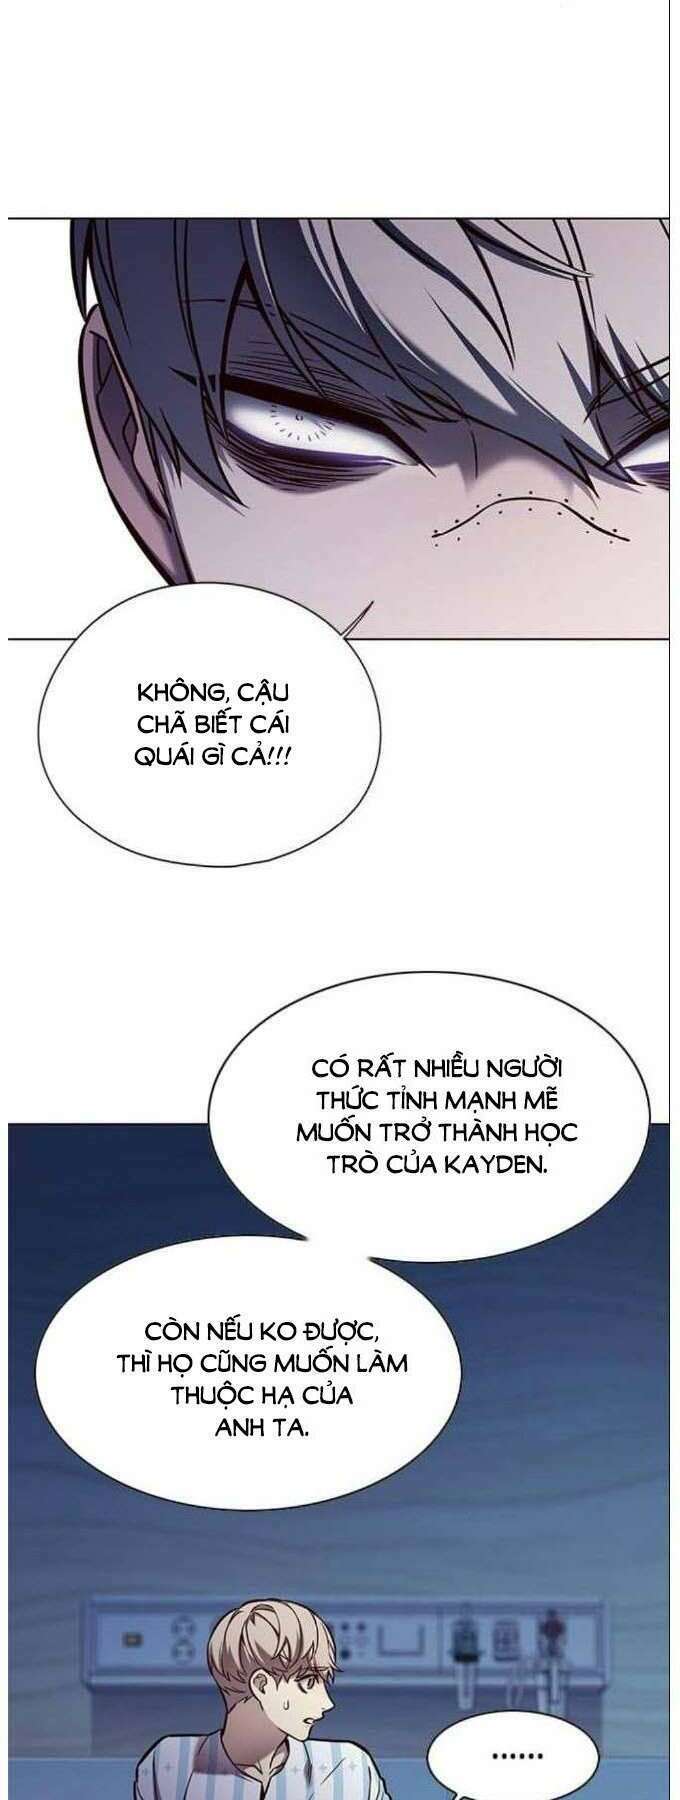 KHÔNG, CẬU
CHÃ BIẾT CÁI
QUÁI GÌ CẢ!!!
CÓ RẤT NHIỀU NGƯỜI
THỨC TỈNH MẠNH MẼ
MUỐN TRỞ THÀNH HỌC
TRÒ CỦA KAYDEN.
CÒN NẾU KO ĐƯỢC,
THÌ HỌ CŨNG MUỐN LÀM
THUỘC HẠ CỦA
ANH TA.
......